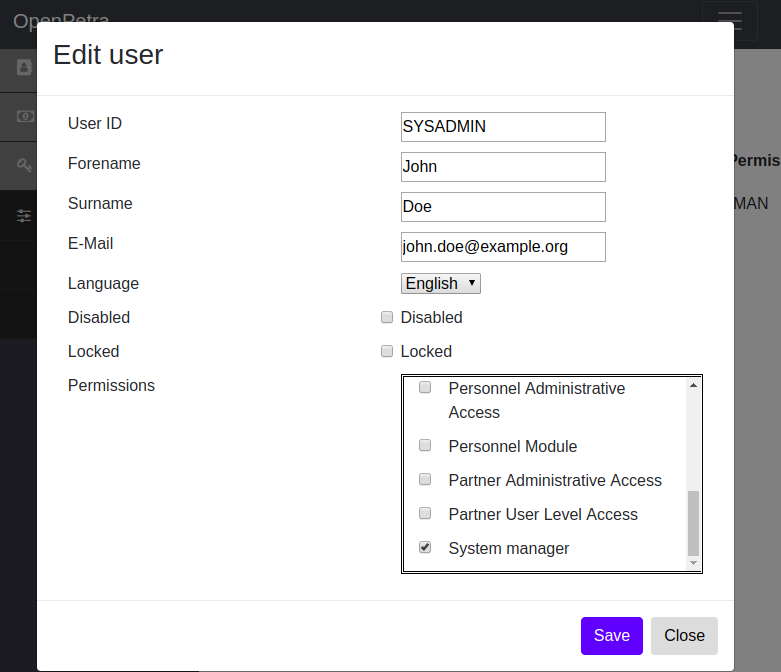 OpenPetra
Edit user
User ID
SYSADMIN
Forename
John
Permis
Surname
Doe
MAN
E-Mail
john.doe@example.org
Language
English
Disabled
Disabled
Locked
Locked
Permissions
Personnel Administrative
Access
Personnel Module
Partner Administrative Access
Partner User Level Access
System manager
Save
Close